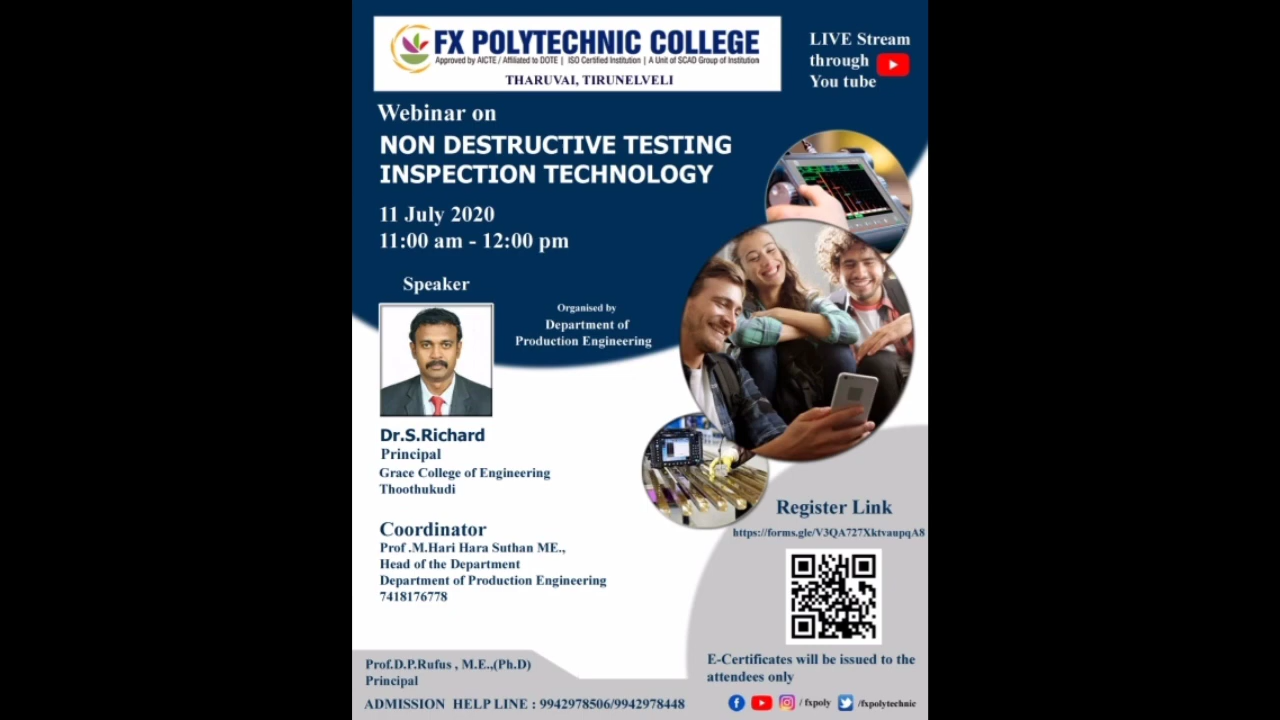 FX POLYTECHNIC COLLEGE
Approved by AICTE / Affiliated to DOTE | ISO Certified Institution | A Unit of SCAD Group of Institution
THARUVAI, TIRUNELVELI
LIVE Stream
through
You tube
Webinar on
NON DESTRUCTIVE TESTING
INSPECTION TECHNOLOGY
11 July 2020
11:00 am - 12:00 pm
Speaker
Organised by
Department of
Production Engineering
Dr.S.Richard
Principal
Grace College of Engineering
Thoothukudi
Coordinator
Prof .M.Hari Hara Suthan ME.,
Head of the Department
Department of Production Engineering
7418176778
Register Link
https://forms.gle/V3QA727XktvaupqA8
E-Certificates will be issued to the
attendees only
Prof.D.P.Rufus , M.E.,(Ph.D)
Principal
ADMISSION HELP LINE : 9942978506/9942978448
/ fxpoly
/fxpolytechnic